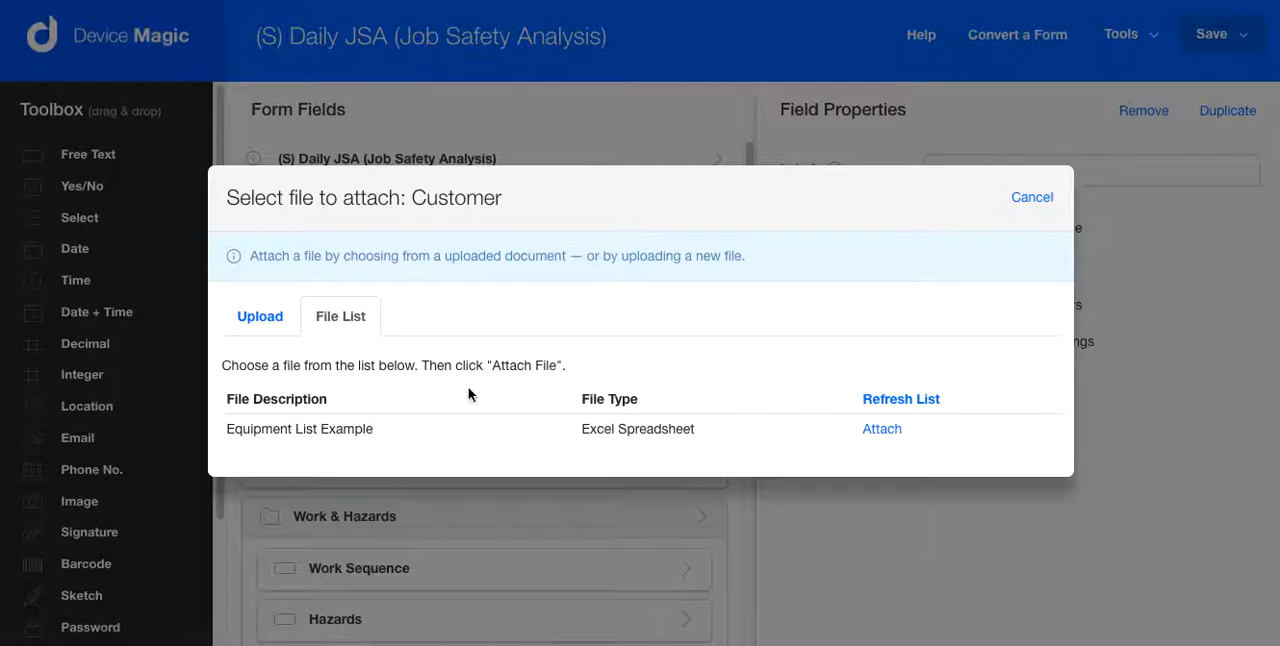 Device Magic
(S) Daily JSA (Job Safety Analysis)
Help
Convert a Form
Tools
Save
Toolbox (drag & drop)
Form Fields
Field Properties
Remove
Duplicate
Free Text
Yes/No
Select
Date
Time
Date + Time
Decimal
Integer
Location
Email
Phone No.
Image
Signature
Barcode
Sketch
Password
(S) Daily JSA (Job Safety Analysis)
Select file to attach: Customer
Cancel
Attach a file by choosing from a uploaded document — or by uploading a new file.
Upload
File List
Choose a file from the list below. Then click "Attach File".
File Description
File Type
Refresh List
Equipment List Example
Excel Spreadsheet
Attach
Work & Hazards
Work Sequence
Hazards